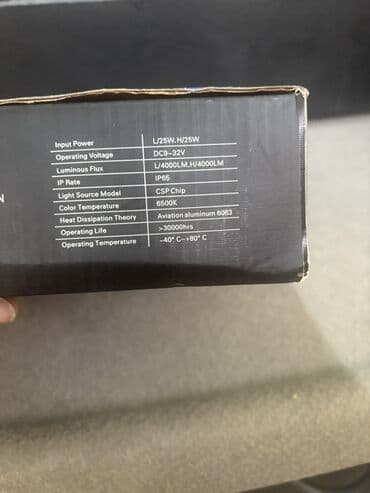 Input Power L/25W,H/25W
Operating Voltage DC9-32V
Luminous Flux L/4000LM,H/4000LM
IP Rate IP65
Light Source Model CSP Chip
Color Temperature 6500K
Heat Dissipation Theory Aviation aluminum 6063
Operating Life >30000hrs
Operating Temperature -40° C-+80° C
N